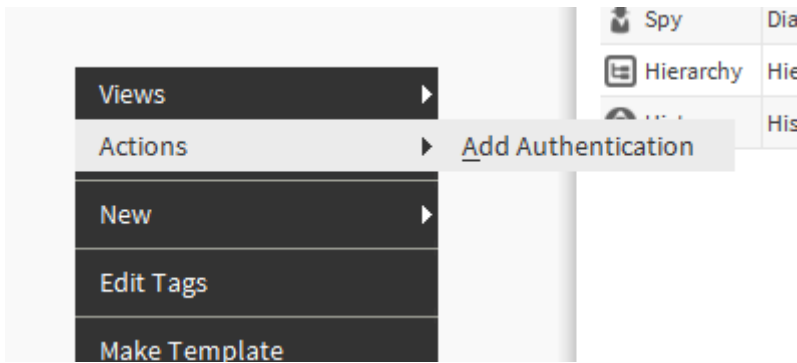 Spy Dia
Hierarchy Hie
His
Views
Actions
Add Authentication
New
Edit Tags
Make Template